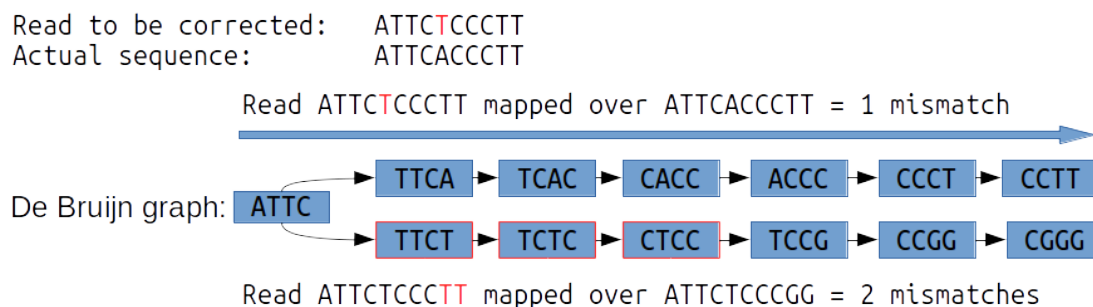 Read to be corrected: ATTCTCCCTT
Actual sequence: ATTCACCCTT
Read ATTCTCCCTT mapped over ATTCACCCTT = 1 mismatch
TTCA TCAC CACC ACCC CCCT CCTT
De Bruijn graph: ATTC
TTCT TCTC CTCC TCCG CCGG CGGG
Read ATTCTCCCTT mapped over ATTCTCCCGG = 2 mismatches